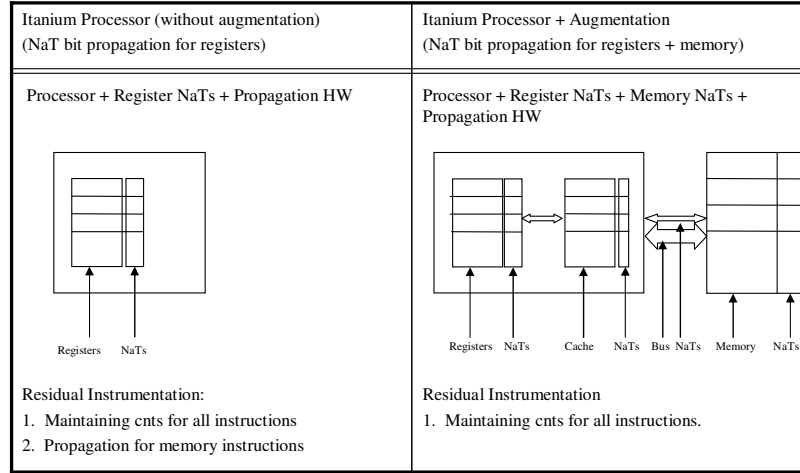 Itanium Processor (without augmentation)
(NaT bit propagation for registers)
Itanium Processor + Augmentation
(NaT bit propagation for registers + memory)
Processor + Register NaTs + Propagation HW
Processor + Register NaTs + Memory NaTs +
Propagation HW
Registers NaTs
Registers NaTs Cache NaTs Bus NaTs Memory NaTs
Residual Instrumentation:
1. Maintaining cnts for all instructions
2. Propagation for memory instructions
Residual Instrumentation
1. Maintaining cnts for all instructions.